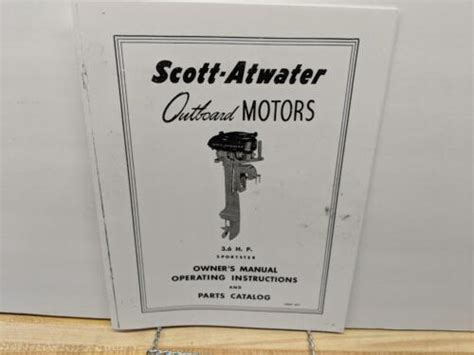 Scott-Atwater
Outboard MOTORS
3.6 H. P.
SPORTSTER
OWNER'S MANUAL
OPERATING INSTRUCTIONS
AND
PARTS CATALOG